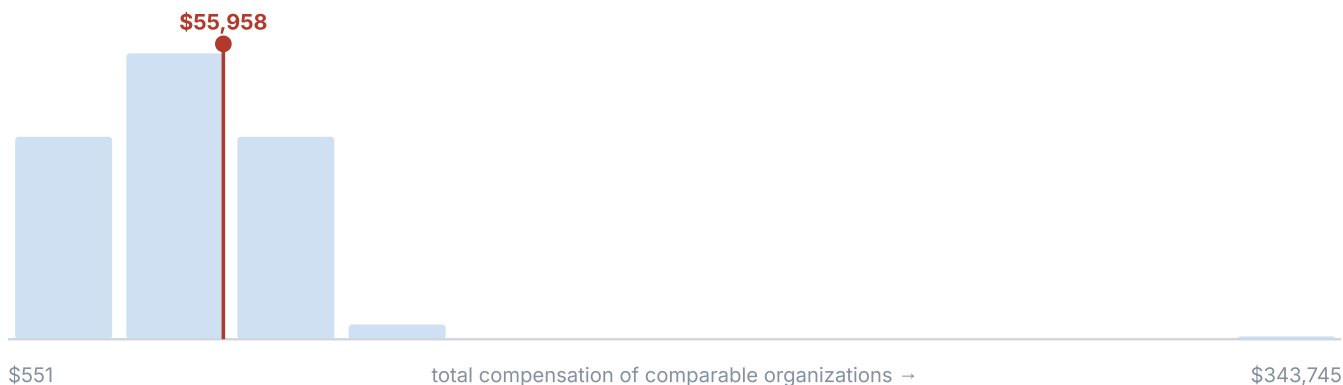 $55,958
$551 total compensation of comparable organizations → $343,745